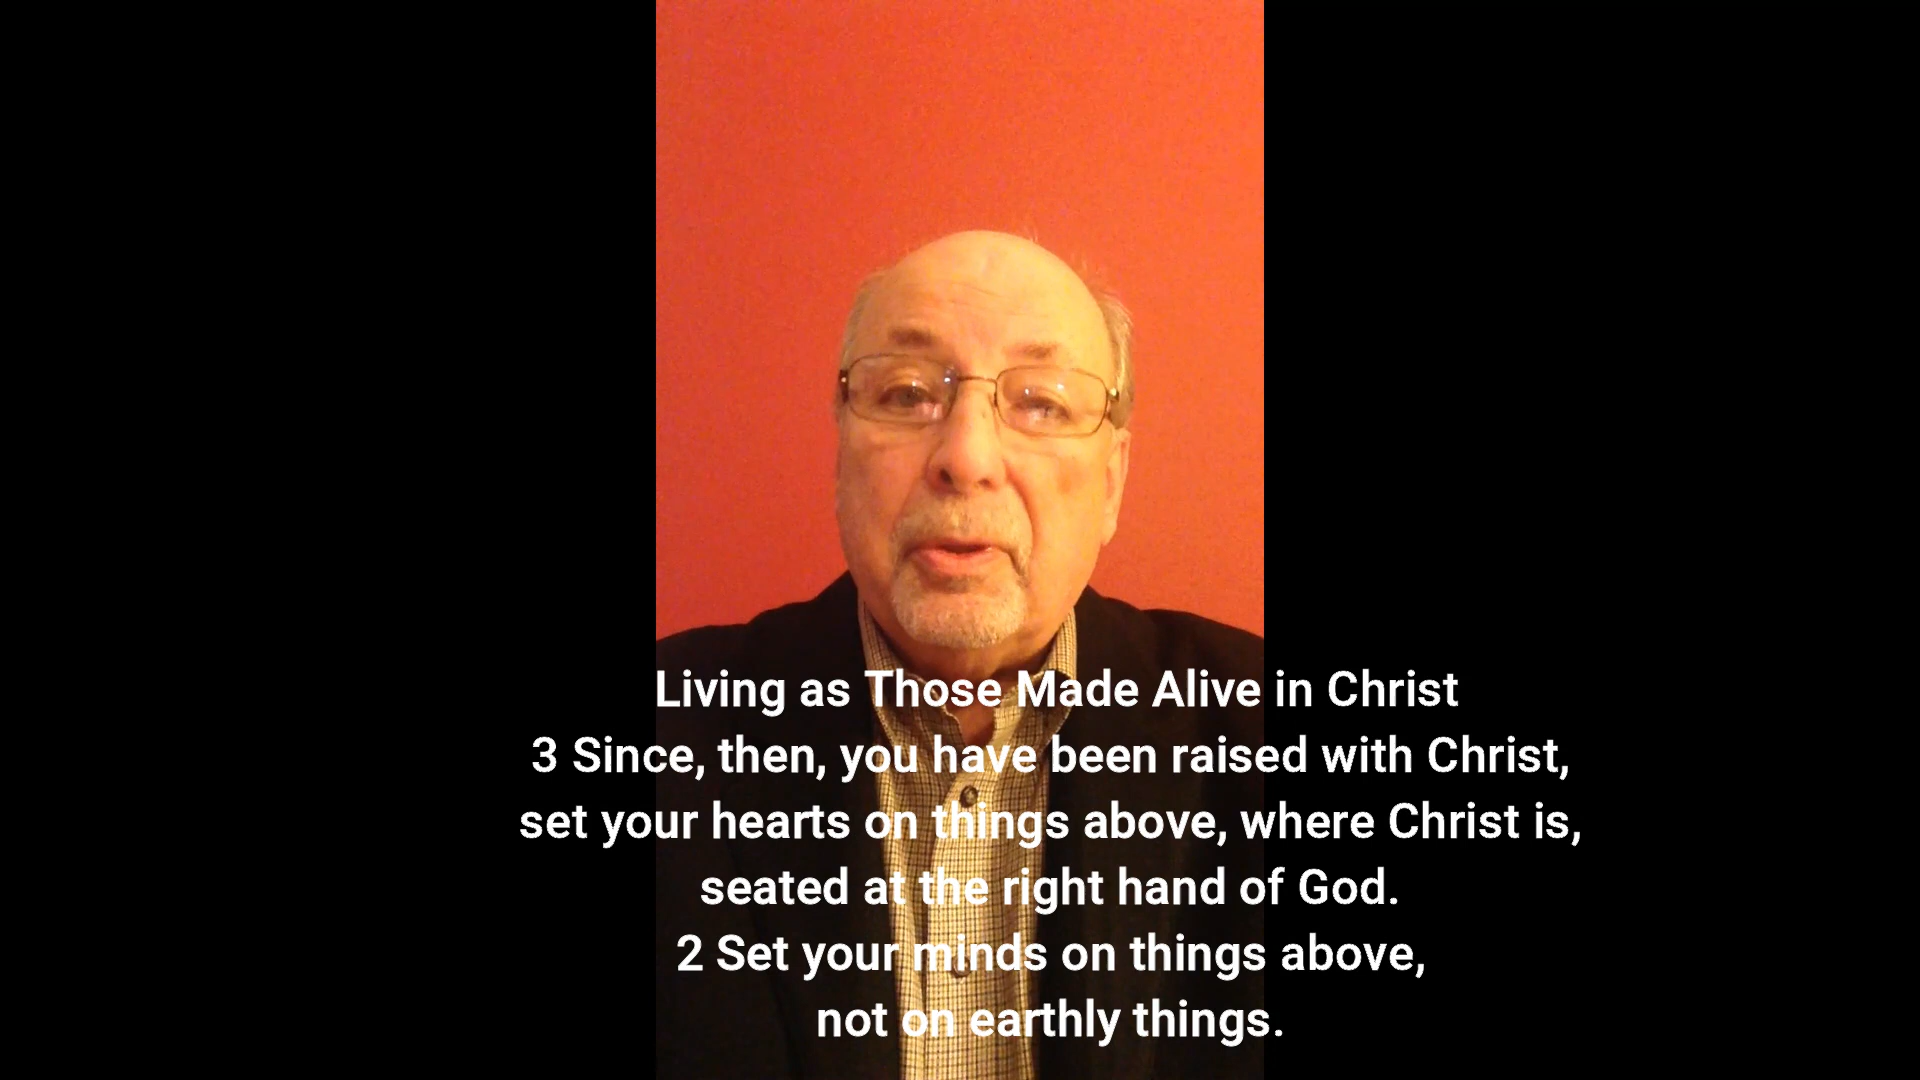 Living as Those Made Alive in Christ
3 Since, then, you have been raised with Christ,
set your hearts on things above, where Christ is,
seated at the right hand of God.
2 Set your minds on things above,
not on earthly things.